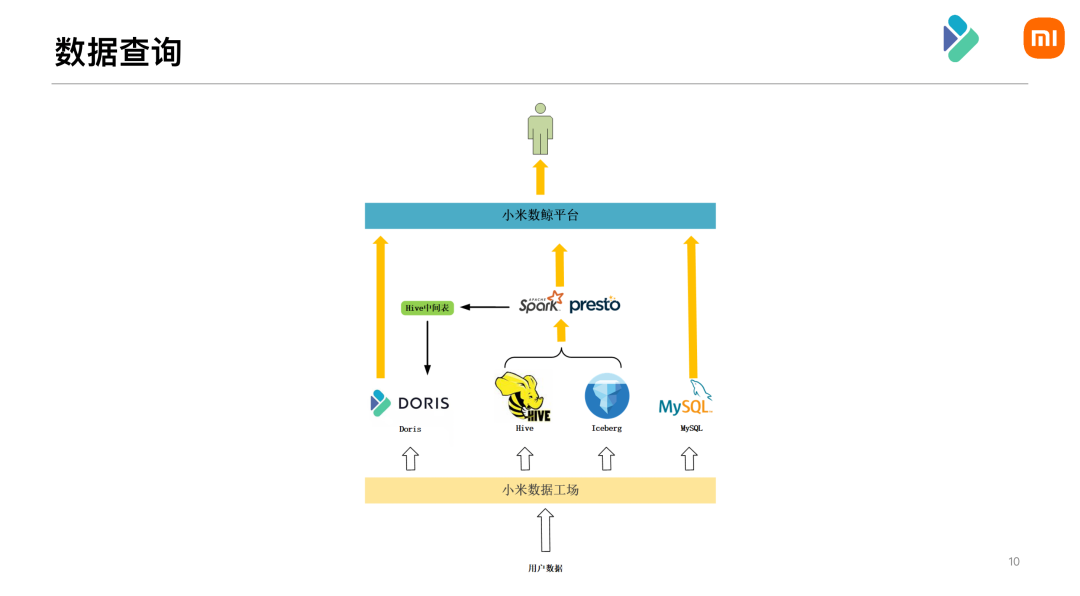 数据查询
mi
小米数鲸平台
Hive中间表
APACHE
Spark
presto
DORIS
HIVE
MySQL
Doris
Hive
Iceberg
MySQL
小米数据工场
用户数据
10